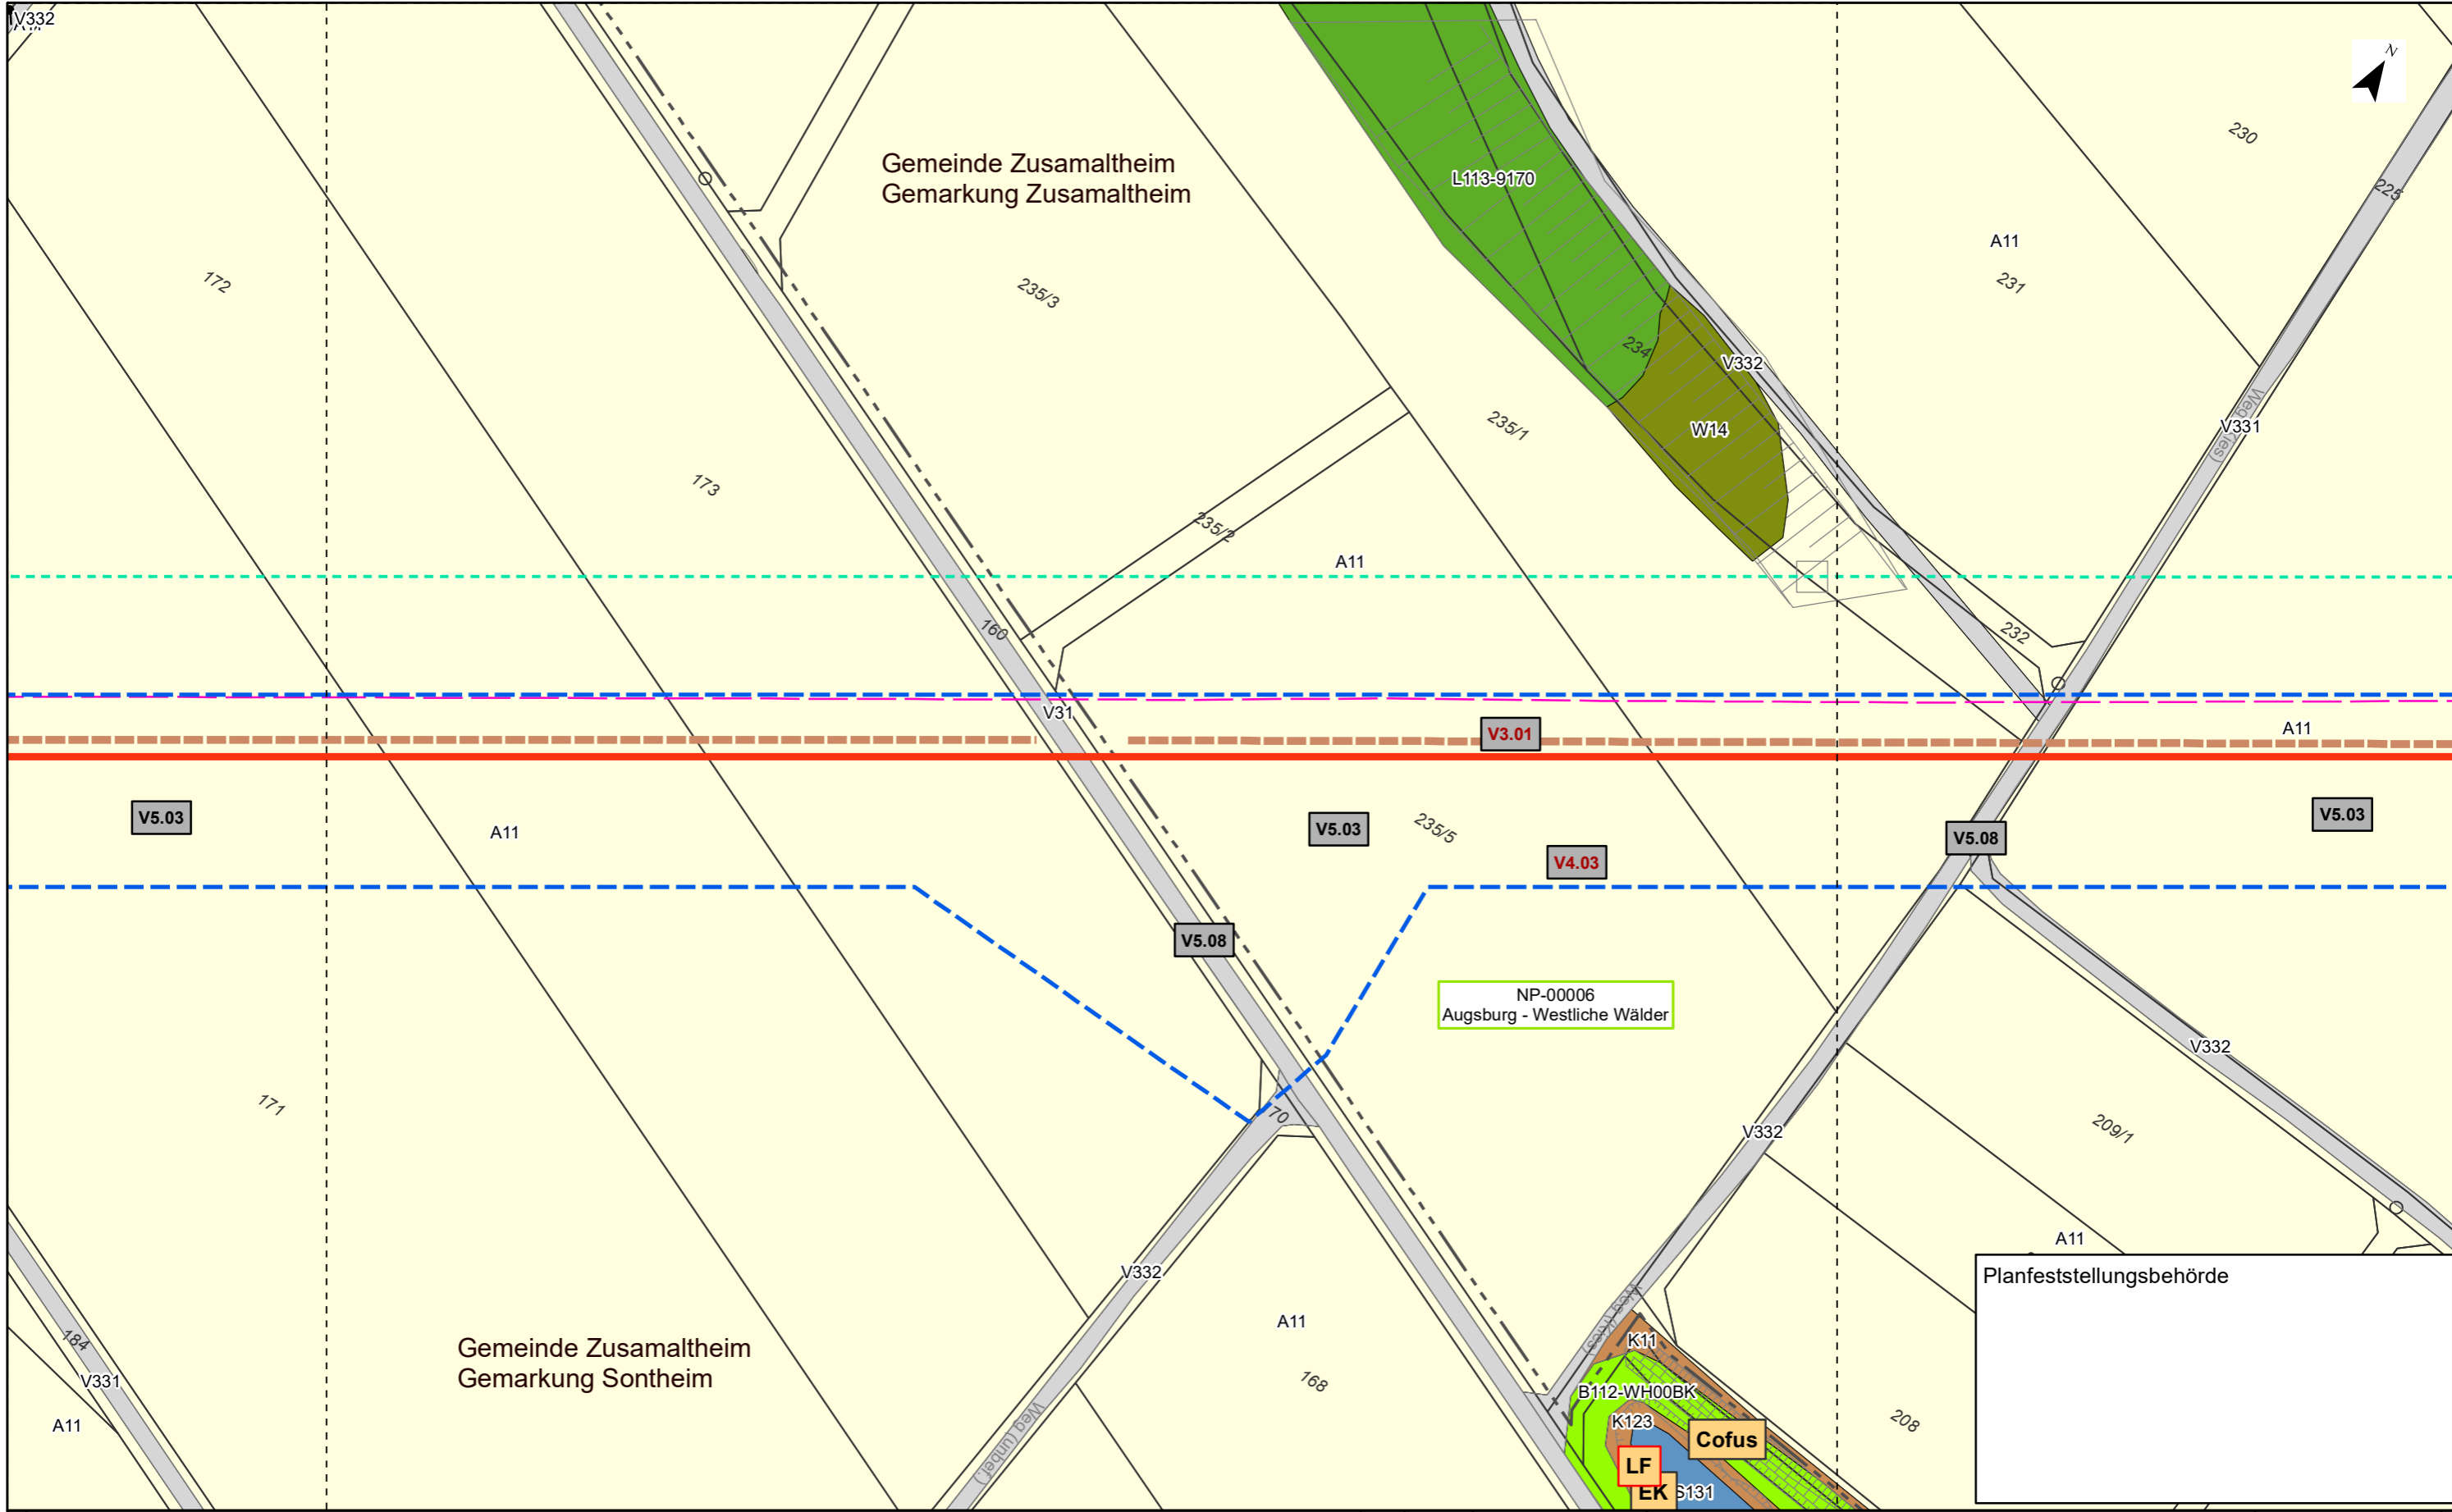 V332
N
230
Gemeinde Zusamaltheim
Gemarkung Zusamaltheim
L113-9170
225
A11
231
172
235/3
234
V332
235/1
W14
V331
173
235/2
A11
160
232
V31
V3.01
A11
V5.03
A11
V5.03
235/5
V5.08
V5.03
V4.03
V5.08
NP-00006
Augsburg - Westliche Wälder
V332
171
70
V332
209/1
V332
A11
Planfeststellungsbehörde
A11
184
Gemeinde Zusamaltheim
Gemarkung Sontheim
V331
168
Weg (unbef.)
A11
K11
B112-WH00BK
K123
Cofus
208
LF
EK
S131